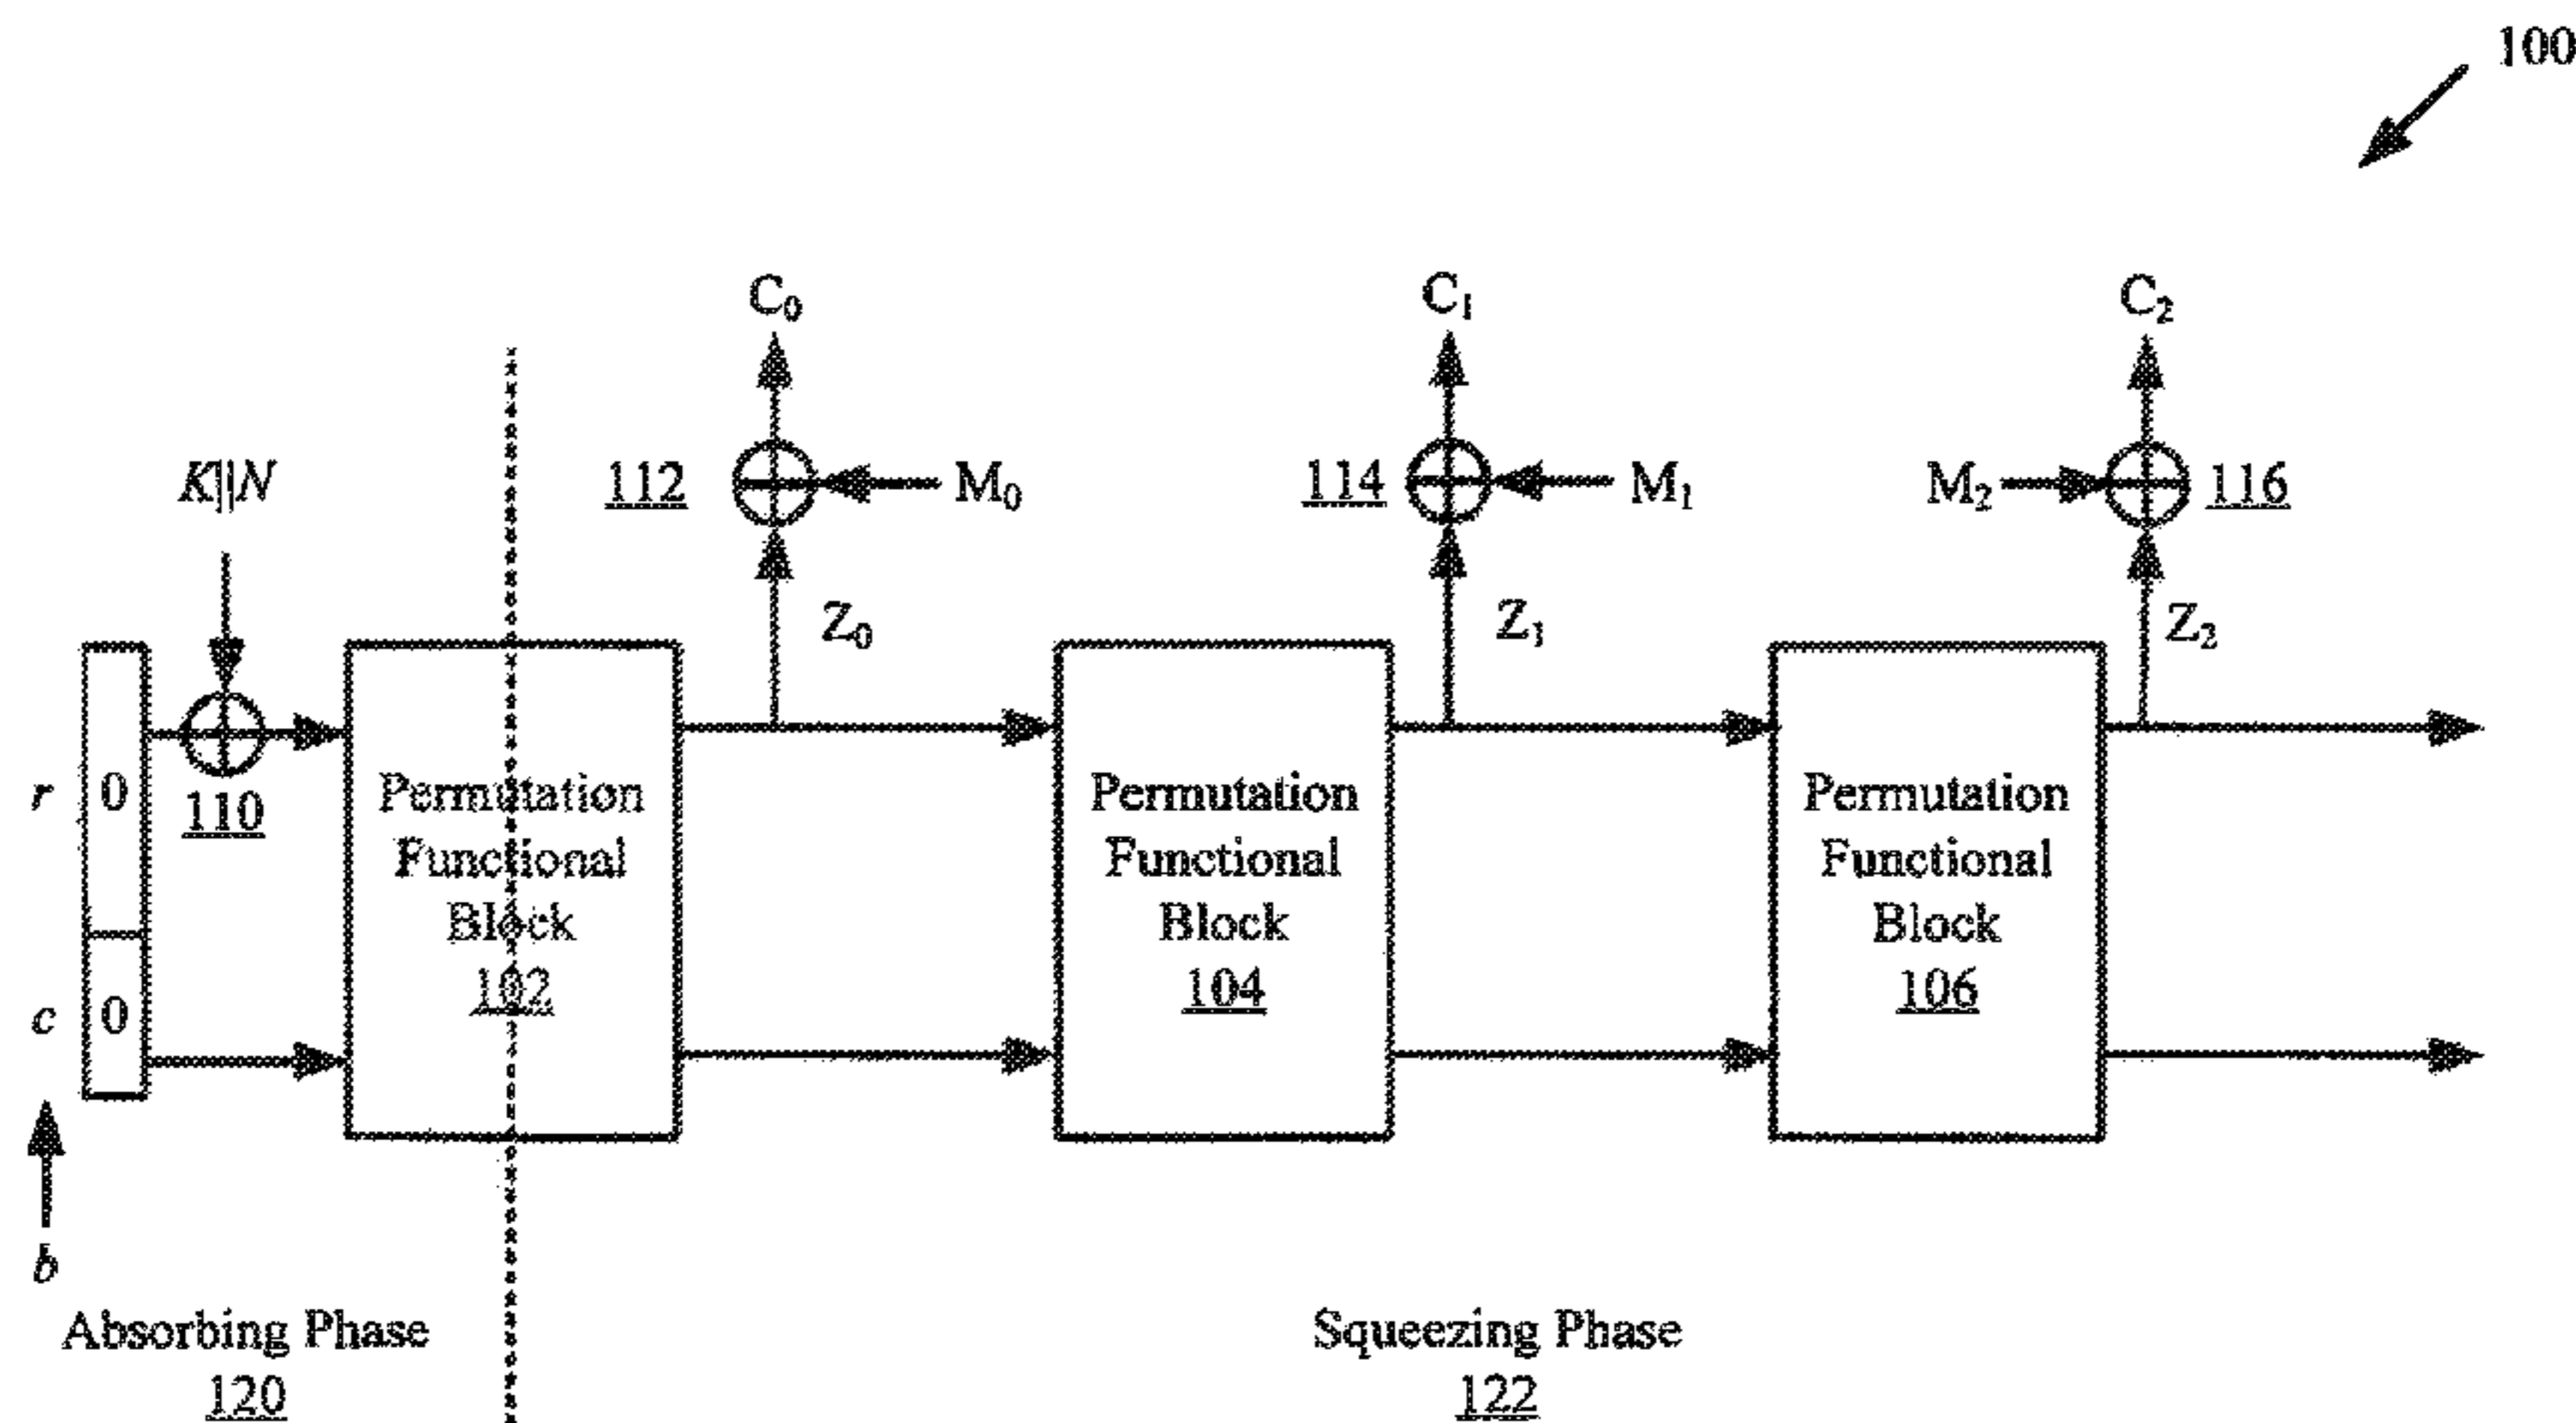 100
C₀
C₁
C₂
K||N
112
M₀
114
M₁
M₂
116
Z₀
Z₁
Z₂
r
0
110
c
0
b
Permutation
Functional
Block
102
Permutation
Functional
Block
104
Permutation
Functional
Block
106
Absorbing Phase
120
Squeezing Phase
122